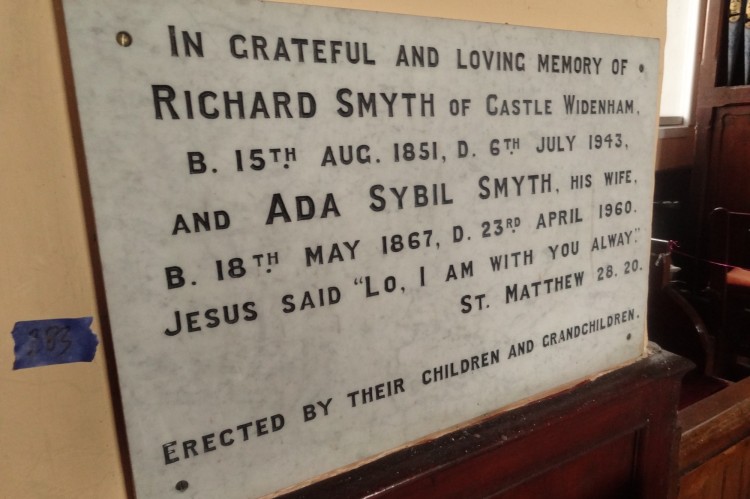 IN GRATEFUL AND LOVING MEMORY OF
RICHARD SMYTH OF CASTLE WIDENHAM,
B. 15TH AUG. 1851, D. 6TH JULY 1943,
AND ADA SYBIL SMYTH, HIS WIFE,
B. 18TH MAY 1867, D. 23RD APRIL 1960.
JESUS SAID "LO, I AM WITH YOU ALWAY."
ST. MATTHEW 28. 20.
ERECTED BY THEIR CHILDREN AND GRANDCHILDREN.
383